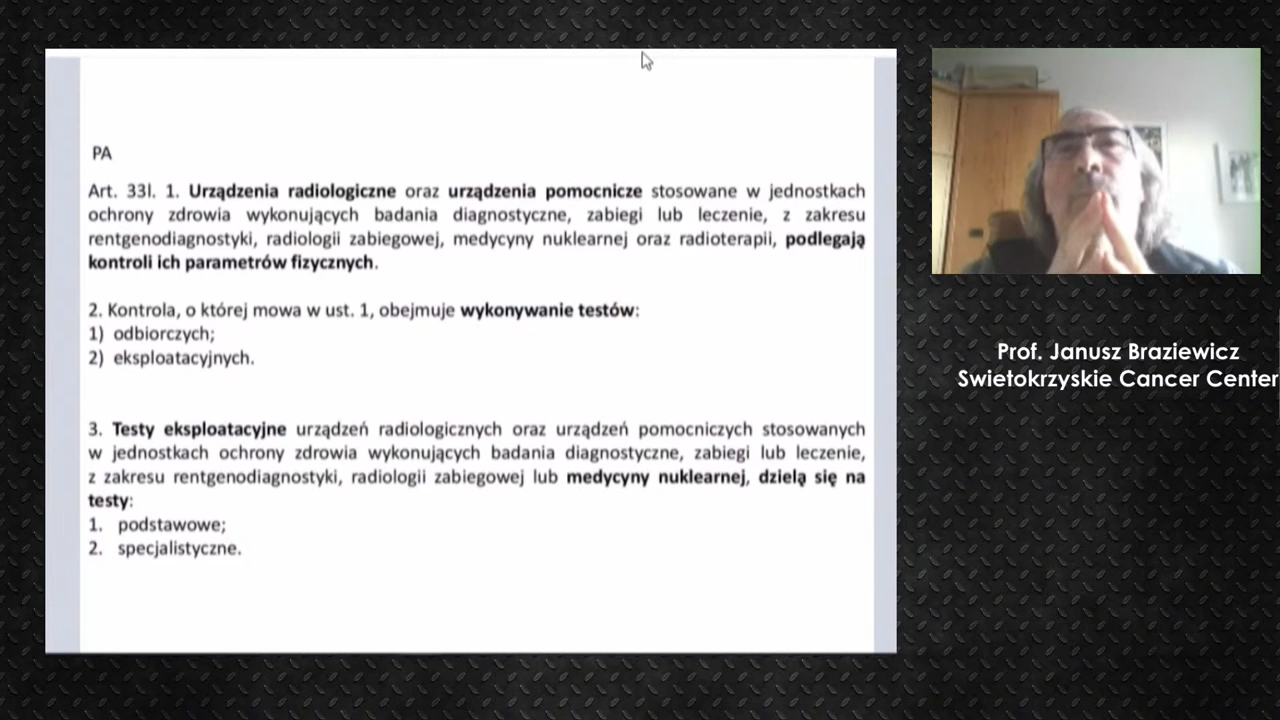 PA
Art. 33l. 1. Urządzenia radiologiczne oraz urządzenia pomocnicze stosowane w jednostkach
ochrony zdrowia wykonujących badania diagnostyczne, zabiegi lub leczenie, z zakresu
rentgenodiagnostyki, radiologii zabiegowej, medycyny nuklearnej oraz radioterapii, podlegają
kontroli ich parametrów fizycznych.
2. Kontrola, o której mowa w ust. 1, obejmuje wykonywanie testów:
1) odbiorczych;
2) eksploatacyjnych.
3. Testy eksploatacyjne urządzeń radiologicznych oraz urządzeń pomocniczych stosowanych
w jednostkach ochrony zdrowia wykonujących badania diagnostyczne, zabiegi lub leczenie,
z zakresu rentgenodiagnostyki, radiologii zabiegowej lub medycyny nuklearnej, dzielą się na
testy:
1. podstawowe;
2. specjalistyczne.
Prof. Janusz Braziewicz
Swietokrzyskie Cancer Center